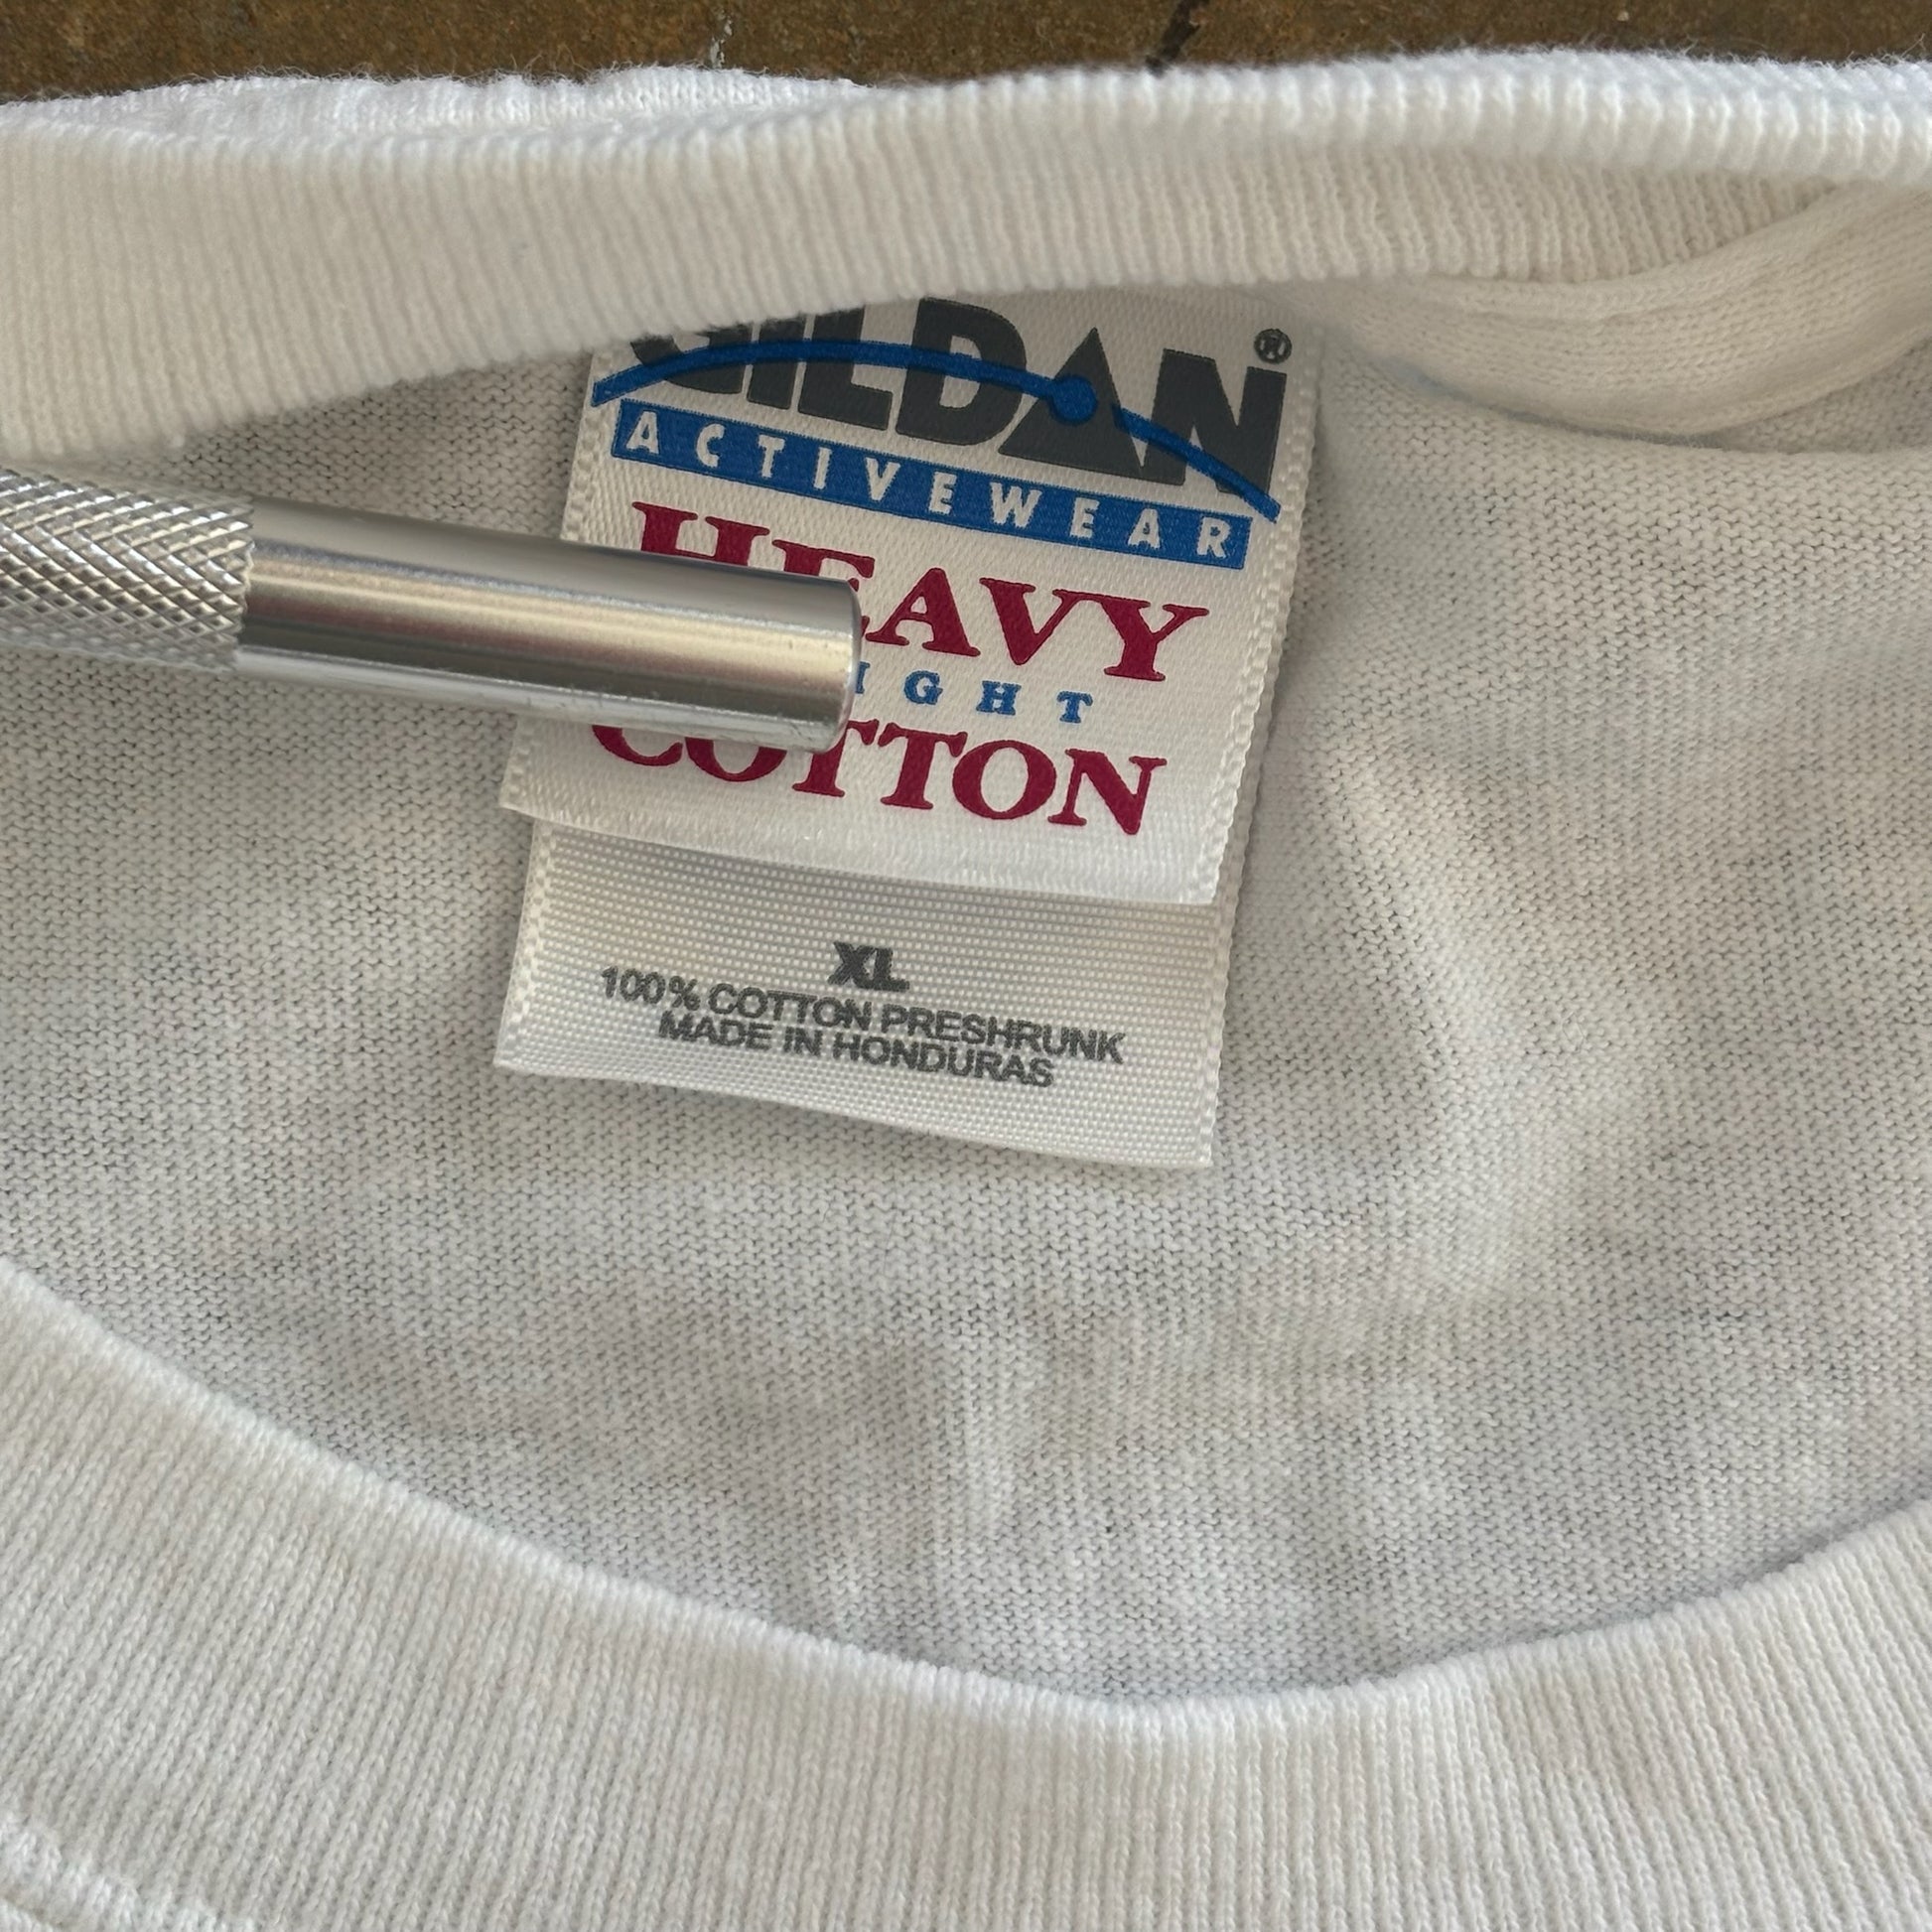 GILDAN®
ACTIVEWEAR
HEAVY
COTTON
XL
100% COTTON PRESHRUNK
MADE IN HONDURAS